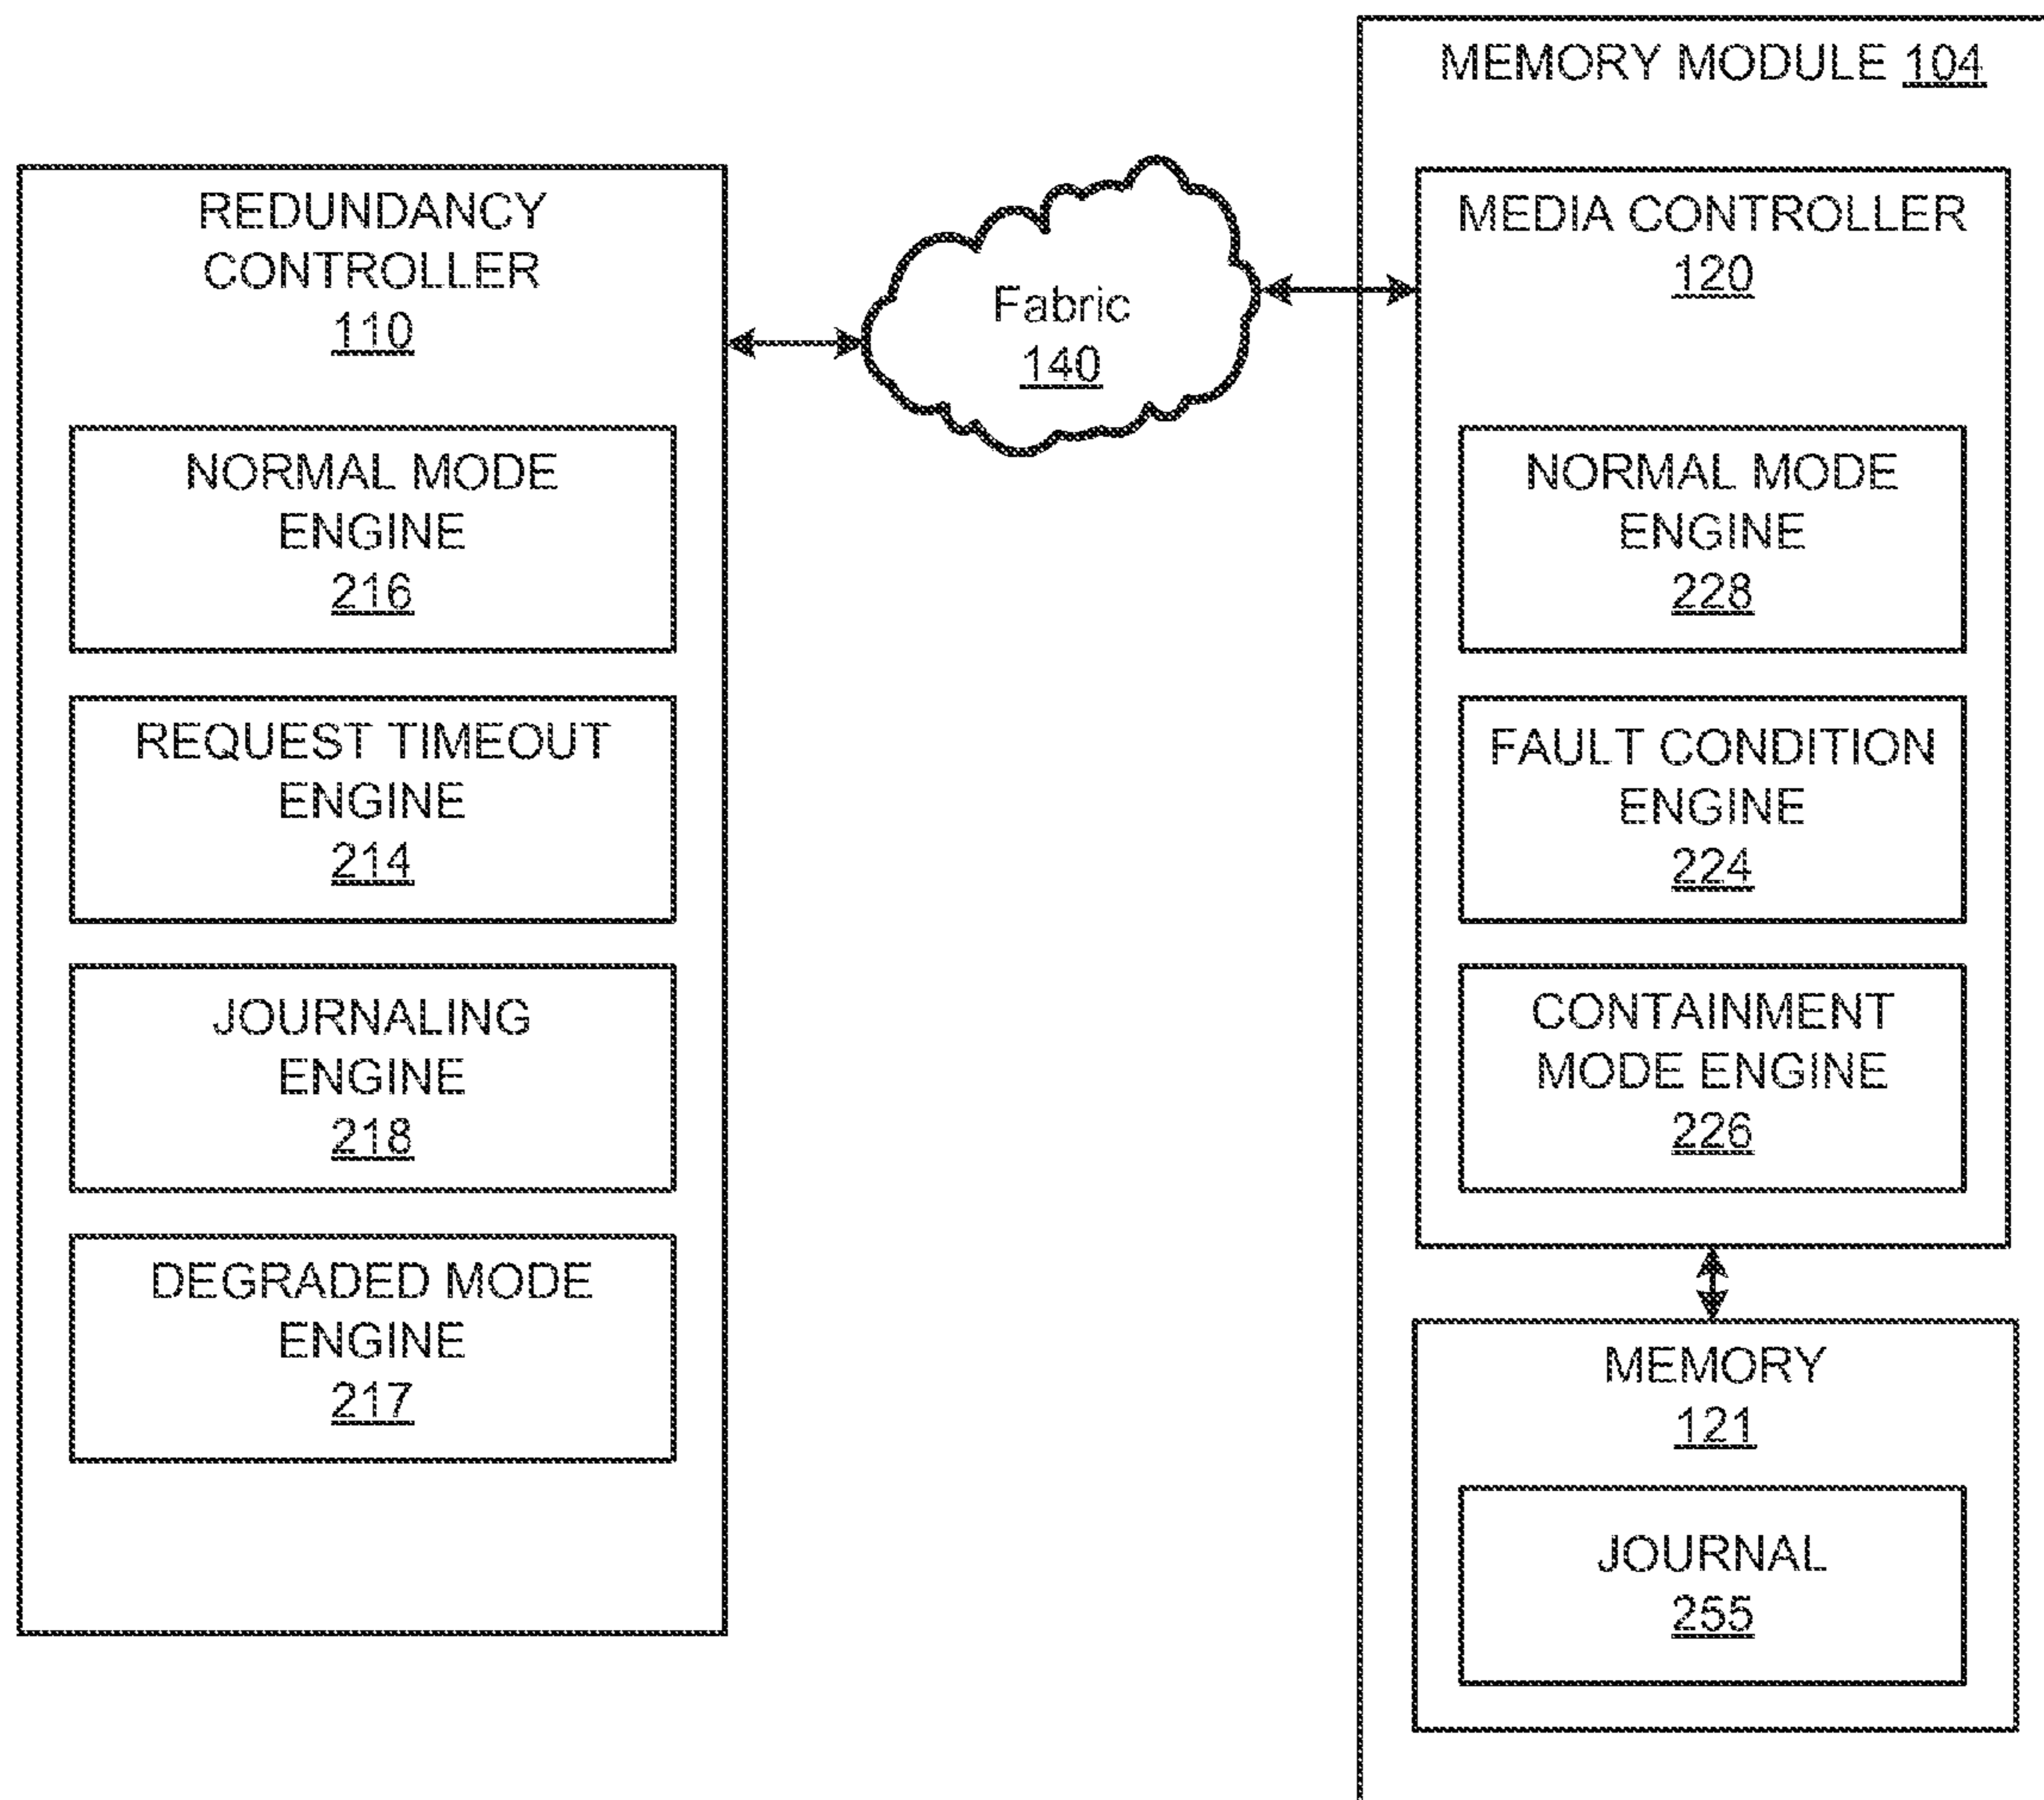 REDUNDANCY
CONTROLLER
110
NORMAL MODE
ENGINE
216
REQUEST TIMEOUT
ENGINE
214
JOURNALING
ENGINE
218
DEGRADED MODE
ENGINE
217
Fabric
140
MEMORY MODULE 104
MEDIA CONTROLLER
120
NORMAL MODE
ENGINE
228
FAULT CONDITION
ENGINE
224
CONTAINMENT
MODE ENGINE
226
MEMORY
121
JOURNAL
255